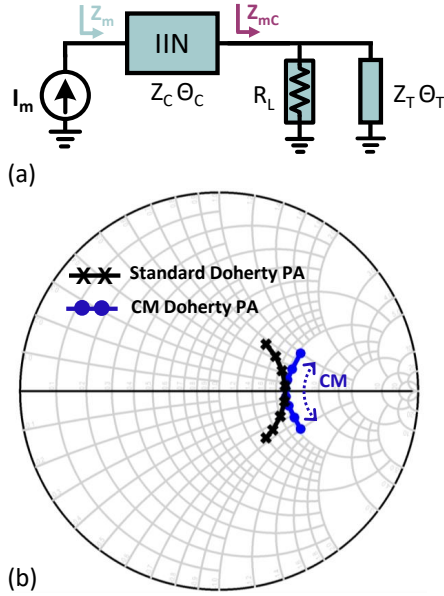 Z_m
Z_mC
IIN
I_m
Z_C Θ_C
R_L
Z_T Θ_T
(a)
Standard Doherty PA
CM Doherty PA
CM
(b)